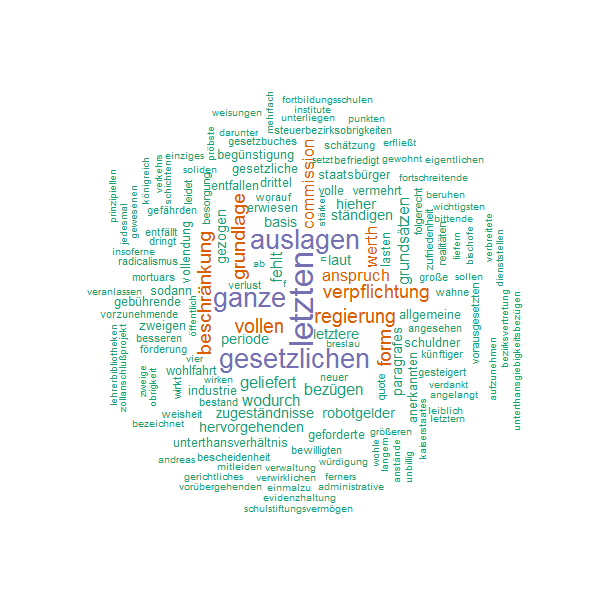 fortbildungsschulen
mehrfach
institute
weisungen
unterliegen
punkten
darunter
steuerbezirksobrigkeiten
gesetzbuches
schätzung
erfließt
pröbste
commission
einziges
begünstigung
setzt
befriedigt
gewohnt
eigentlichen
verkehrs
schichten
soliden
gesetzliche
staatsbürger
fortschreitende
königreich
leidet
entfallen
drittel
volle
vermehrt
beruhen
prinzipiellen
gewesenen
besorgung
worauf
stärker
hieher
folgerecht
wichtigsten
jedesmal
gefährden
erwiesen
ständigen
grundsätzen
bittende
grundlage
basis
zufriedenheit
realitäten
bischofe
verbreitete
entfällt
vollendung
gezogen
auslagen
werth
lasten
liefern
dienststellen
dringt
insoferne
beschränkung
fehlt
letzten
laut
radicalismus
ab
anspruch
große
sollen
mortuars
verlust
f
verpflichtung
wahne
vorausgesetzten
veranlassen
sodann
ganze
gebührende
öffentlich
regierung
allgemeine
aufzunehmen
bezirksvertretung
unterthansgiebigkeitsbezügen
vorzunehmende
zweigen
vollen
form
angesehen
lehrerbibliotheken
zollanschlußprojekt
besseren
periode
letztere
schuldner
förderung
breslau
künftiger
vier
gesetzlichen
paragrafes
wohlfahrt
gesteigert
zweige
obrigkeit
wirkt
wirken
geliefert
neuer
quote
anerkannten
verdankt
industrie
bezügen
angelangt
bestand
wodurch
leiblich
weisheit
zugeständnisse
robotgelder
letztern
bezeichnet
hervorgehenden
kaiserstaates
geforderte
größeren
unterthansverhältnis
bewilligten
wohle
langem
anstände
unbillig
andreas
bescheidenheit
würdigung
mitleiden
verwaltung
gerichtliches
verwirklichen
ferners
vorübergehenden
einmalzu
administrative
evidenzhaltung
schulstiftungsvermögen